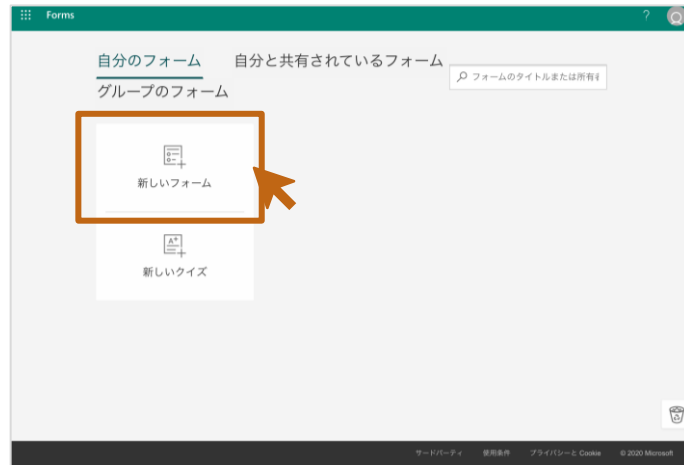 Forms ?
自分のフォーム 自分と共有されているフォーム
フォームのタイトルまたは所有者
グループのフォーム
新しいフォーム
A+
新しいクイズ
サードパーティ 使用条件 プライバシーと Cookie © 2020 Microsoft